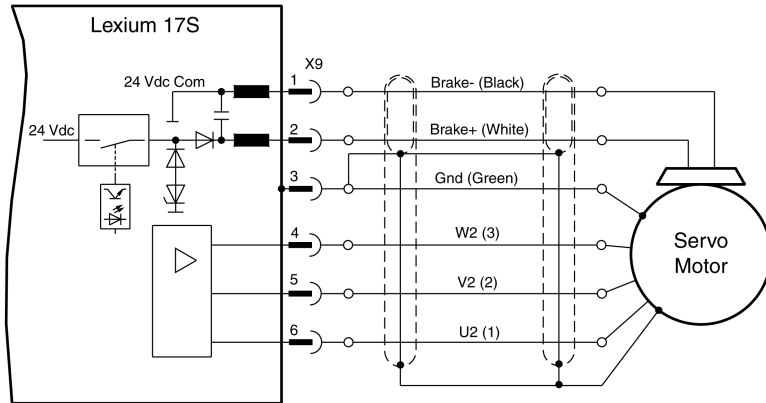 Lexium 17S
X9
24 Vdc Com
1
Brake- (Black)
24 Vdc
2
Brake+ (White)
3
Gnd (Green)
4
W2 (3)
Servo
Motor
5
V2 (2)
6
U2 (1)